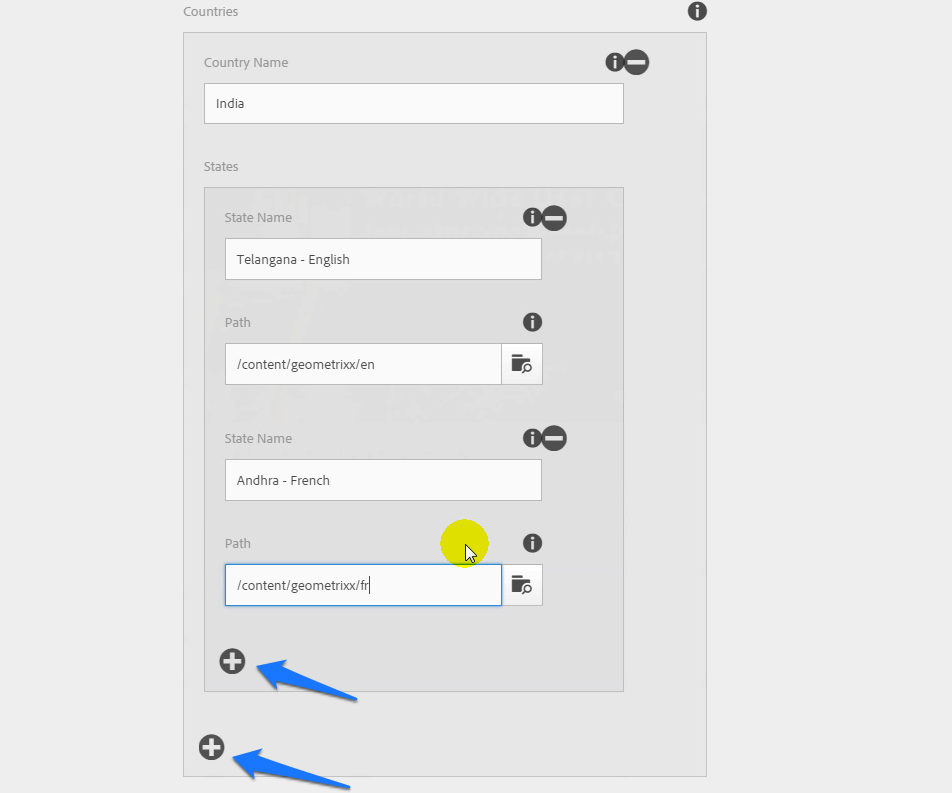 Countries
Country Name
India
States
State Name
Telangana - English
Path
/content/geometrixx/en
State Name
Andhra - French
Path
/content/geometrixx/fr